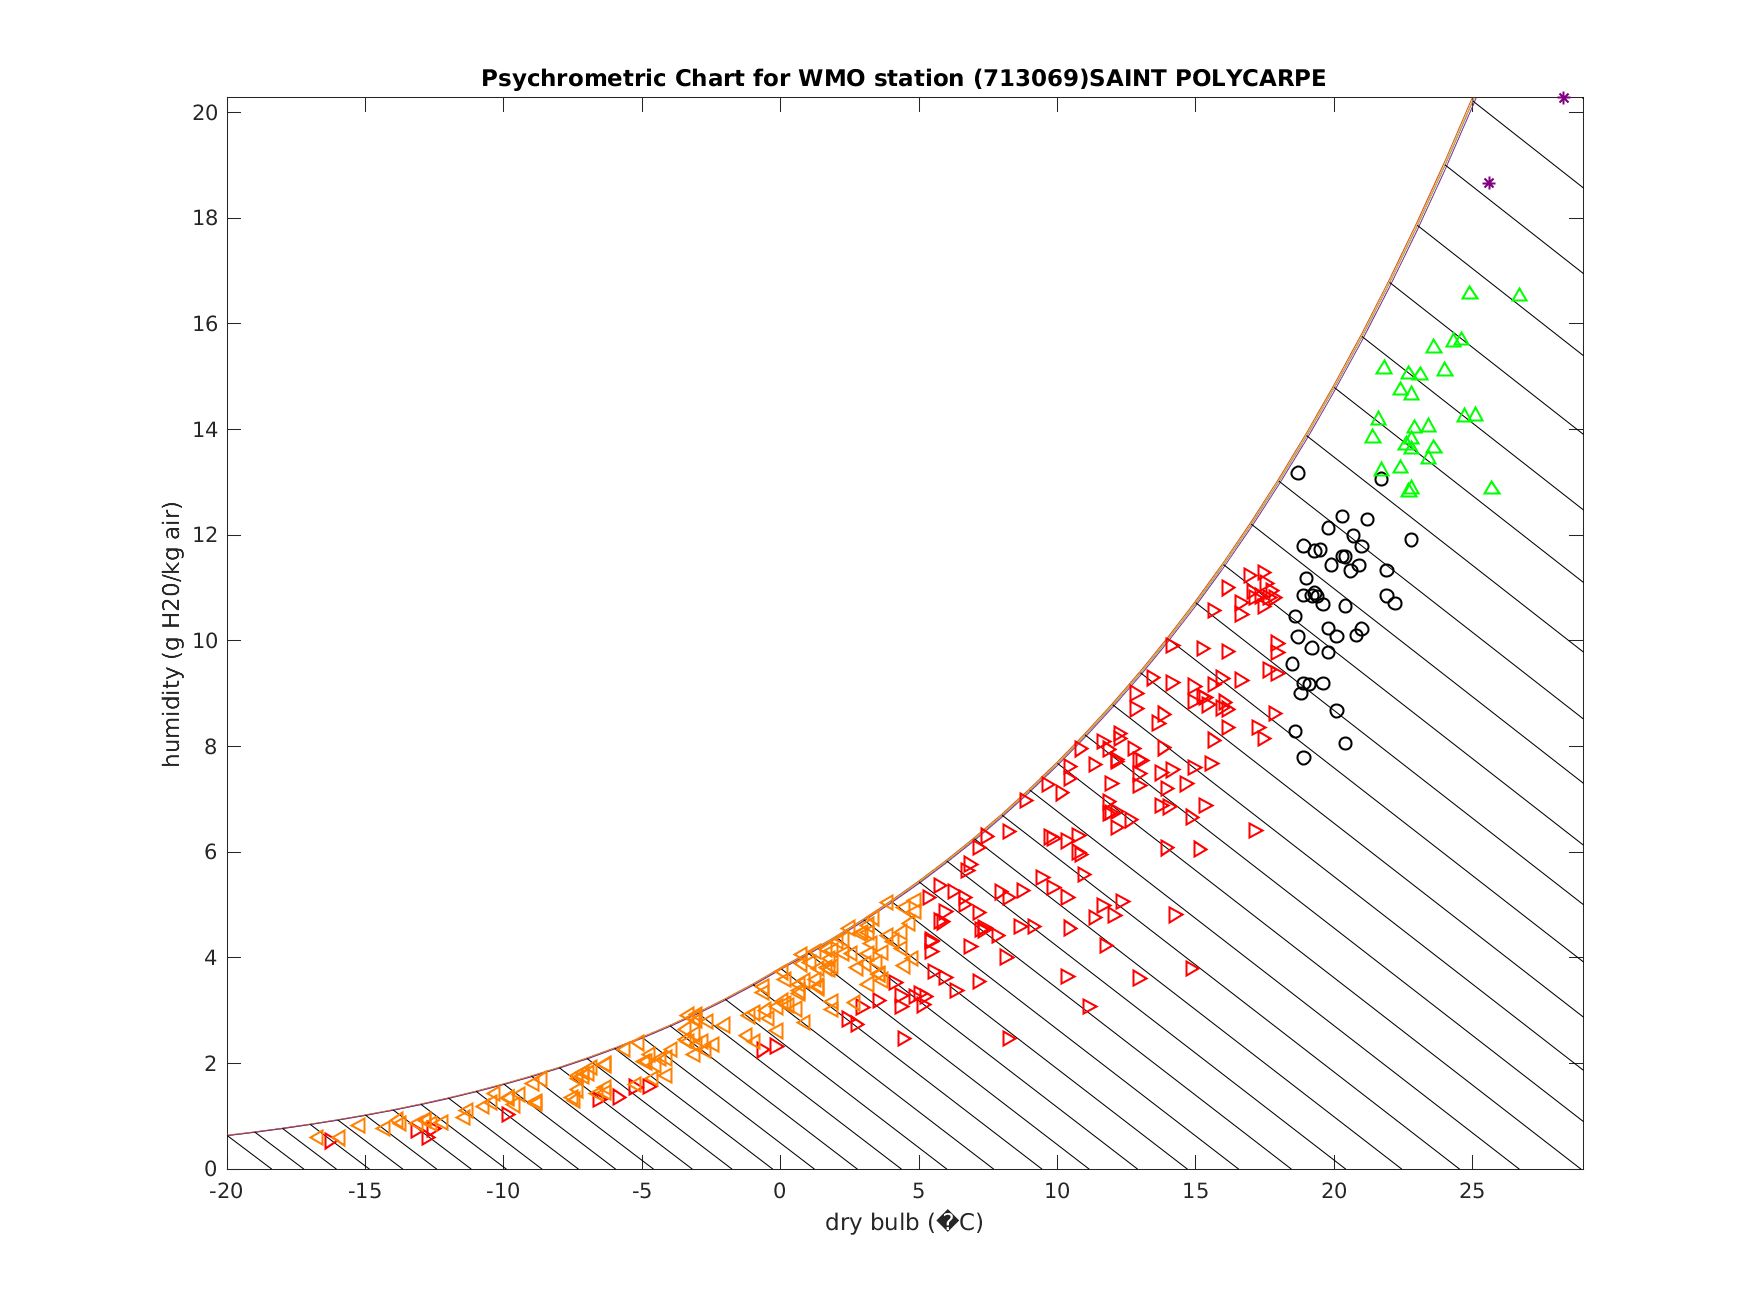 Psychrometric Chart for WMO station (713069)SAINT POLYCARPE
20
18
16
14
12
10
8
6
4
2
0
humidity (g H20/kg air)
-20 -15 -10 -5 0 5 10 15 20 25
dry bulb (�C)